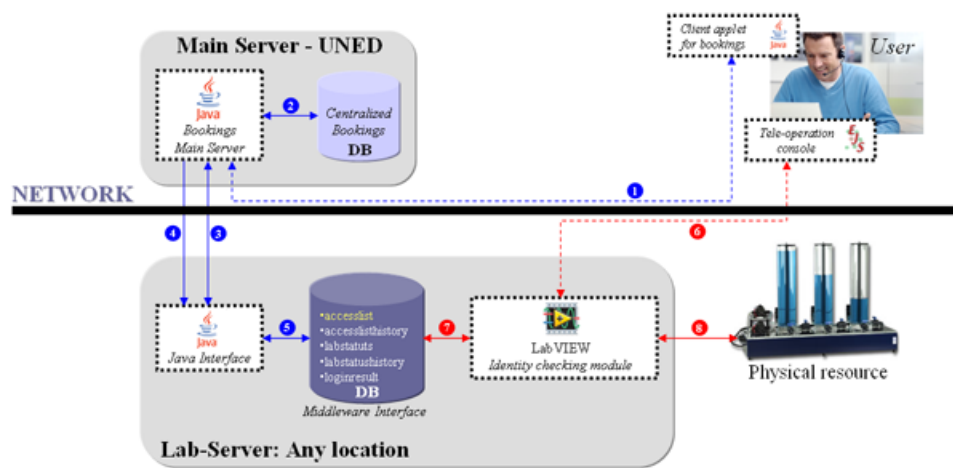 Main Server - UNED
Java
Bookings
Main Server
2
Centralized
Bookings
DB
Client applet
for bookings
Java
User
Tele-operation
console
EJS
1
NETWORK
4
3
6
Java
Java Interface
5
•accesslist
•accesslisthistory
•labstatuts
•labstatushistory
•loginresult
DB
Middleware Interface
7
LabVIEW
Identity checking module
8
Physical resource
Lab-Server: Any location